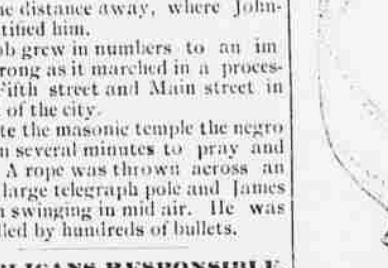 ne distance away, where John-
tified him.
ob grew in numbers to an im
rong as it marched in a proces-
Fifth street and Main street in
of the city.
te the masonic temple the negro
n several minutes to pray and
A rope was thrown across an
large telegraph pole and James
n swinging in mid air. He was
lled by hundreds of bullets.
LICANS RESPONSIBLE